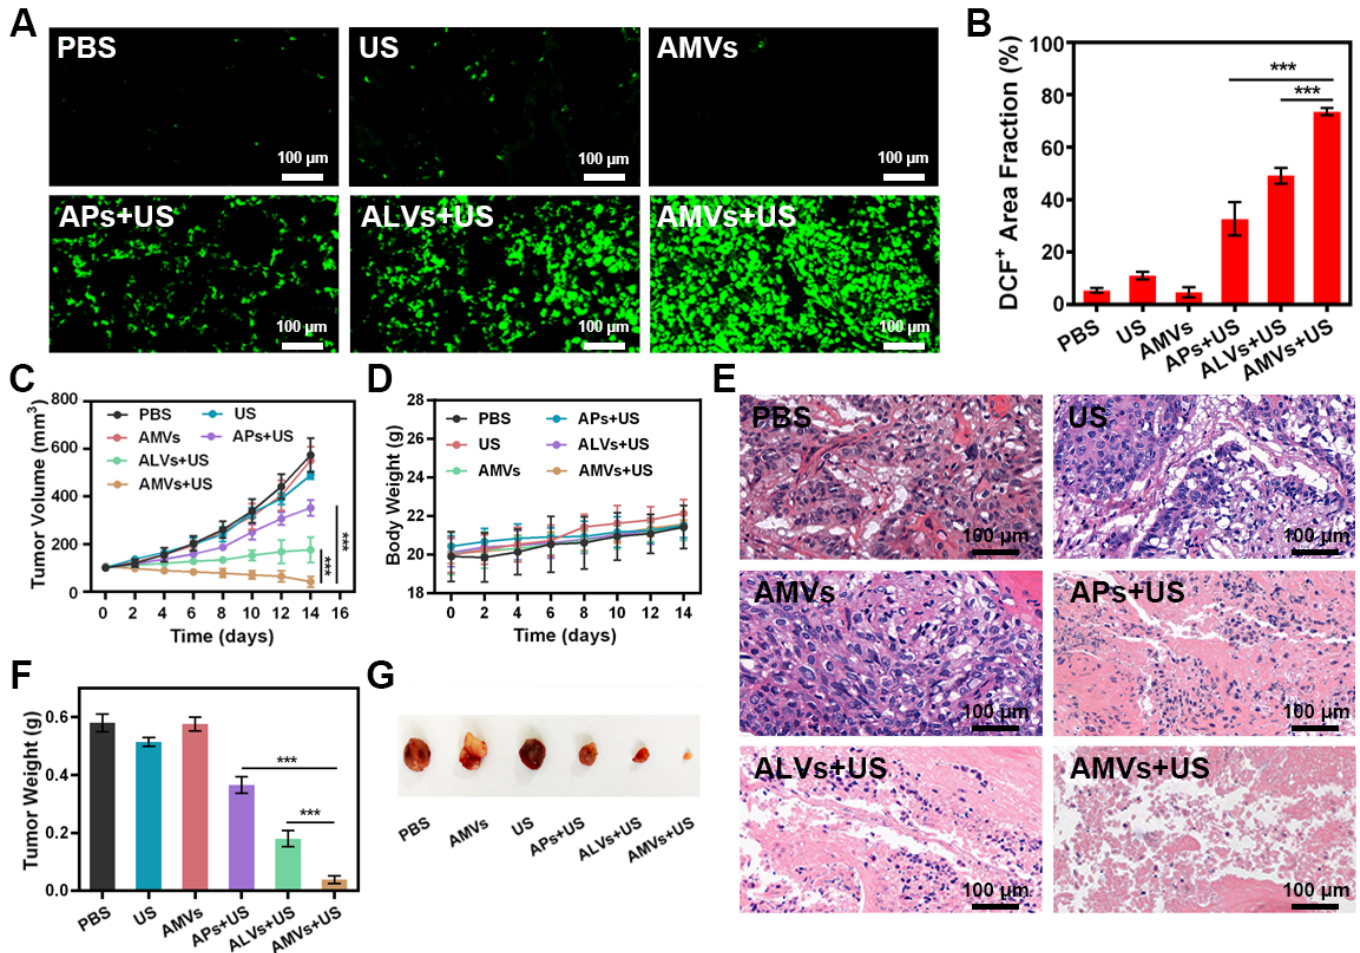 A
PBS
100 μm
US
100 μm
AMVs
100 μm
APs+US
100 μm
ALVs+US
100 μm
AMVs+US
100 μm
B
DCF+ Area Fraction (%)
100
80
60
40
20
0
***
***
PBS
US
AMVs
APs+US
ALVs+US
AMVs+US
C
Tumor Volume (mm3)
800
600
400
200
0
PBS
US
AMVs
APs+US
ALVs+US
AMVs+US
***
***
0 2 4 6 8 10 12 14 16
Time (days)
D
Body Weight (g)
28
26
24
22
20
18
PBS
APs+US
US
ALVs+US
AMVs
AMVs+US
0 2 4 6 8 10 12 14
Time (days)
E
PBS
100 μm
US
100 μm
AMVs
100 μm
APs+US
100 μm
ALVs+US
100 μm
AMVs+US
100 μm
F
Tumor Weight (g)
0.6
0.4
0.2
0.0
***
***
PBS
US
AMVs
APs+US
ALVs+US
AMVs+US
G
PBS
AMVs
US
APs+US
ALVs+US
AMVs+US